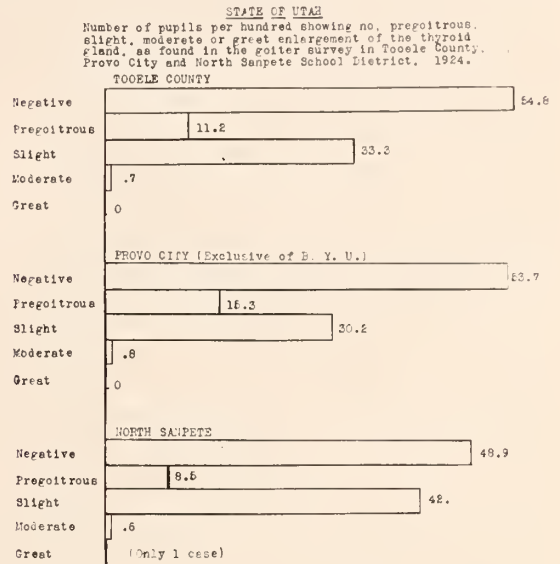 STATE OF UTAH
Number of pupils per hundred showing no, pregoitrous,
slight, moderete or greet enlargement of the thyroid
gland, as found in the goiter survey in Tooele County,
Provo City and North Sanpete School District, 1924.
TOOELE COUNTY
Negative 54.8
Pregoitrous 11.2
Slight 33.3
Moderate .7
Great 0
PROVO CITY (Exclusive of B. Y. U.)
Negative 53.7
Pregoitrous 15.3
Slight 30.2
Moderate .8
Great 0
NORTH SANPETE
Negative 48.9
Pregoitrous 8.5
Slight 42.
Moderate .6
Great (Only 1 case)